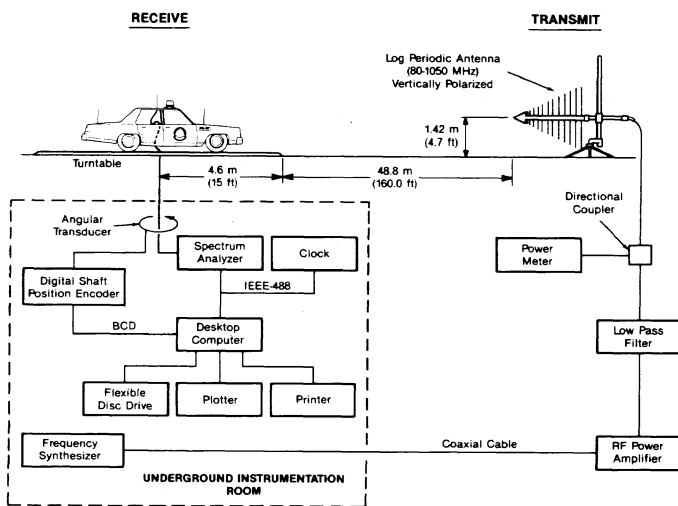 RECEIVE
TRANSMIT
Log Periodic Antenna
(80-1050 MHz)
Vertically Polarized
1.42 m
(4.7 ft)
Turntable
4.6 m
(15 ft)
48.8 m
(160.0 ft)
Angular
Transducer
Spectrum
Analyzer
Clock
Directional
Coupler
Power
Meter
Digital Shaft
Position Encoder
IEEE-488
BCD
Desktop
Computer
Low Pass
Filter
Flexible
Disc Drive
Plotter
Printer
Frequency
Synthesizer
Coaxial Cable
RF Power
Amplifier
UNDERGROUND INSTRUMENTATION
ROOM